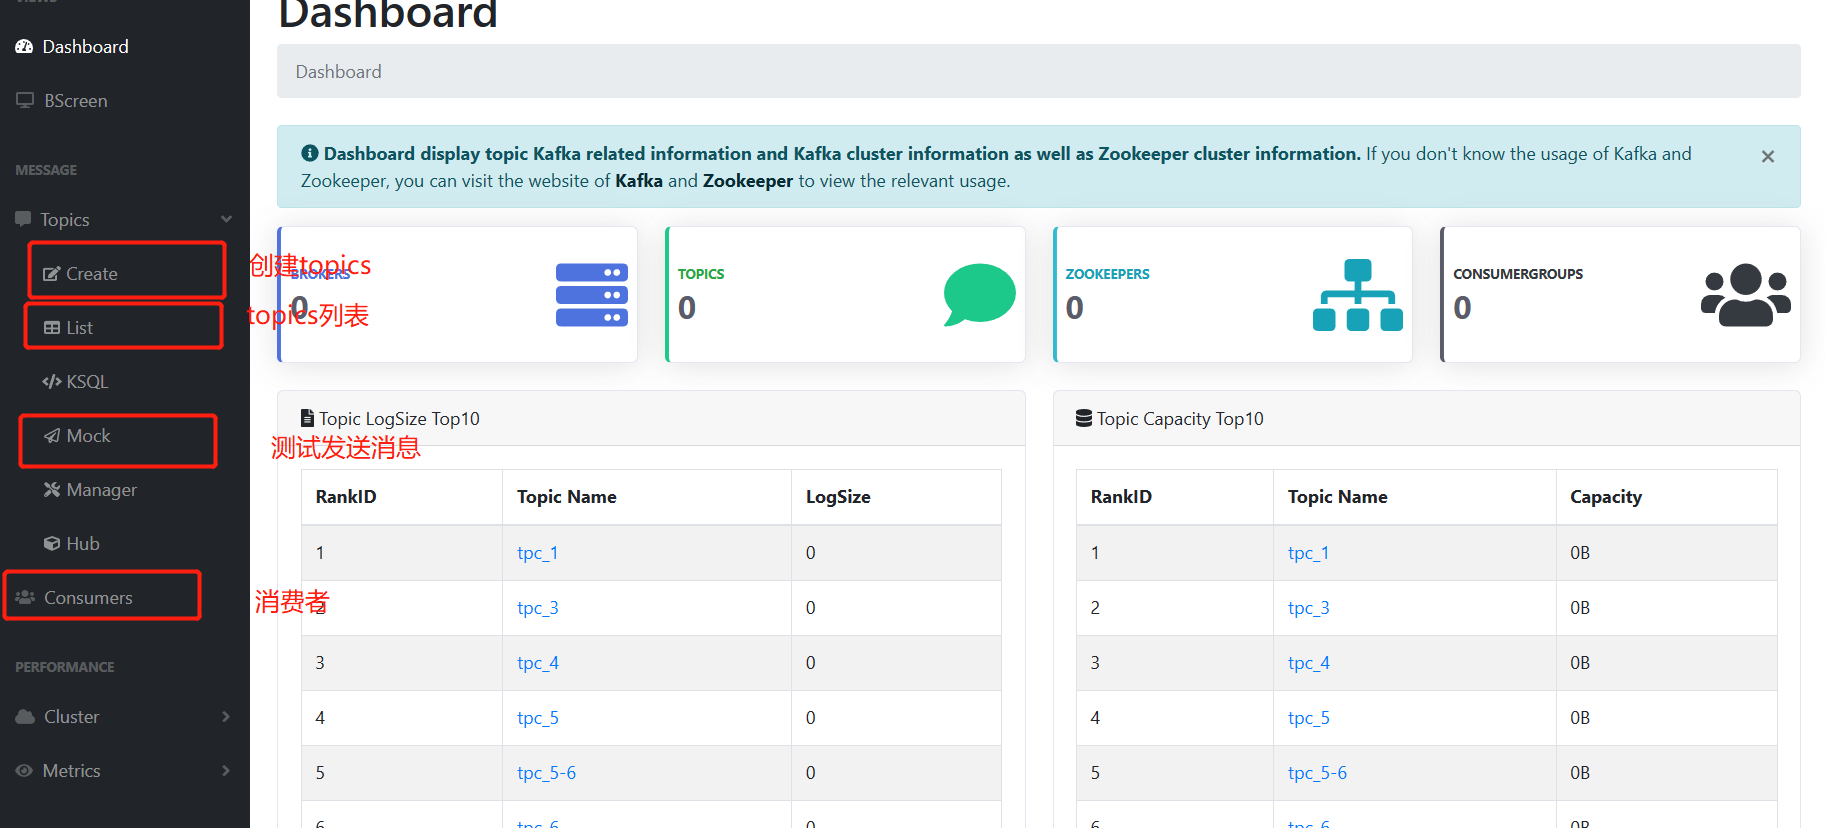 Dashboard
BScreen
MESSAGE
Topics
Create
List
KSQL
Mock
Manager
Hub
Consumers
PERFORMANCE
Cluster
Metrics
创建topics
topics列表
测试发送消息
消费者
Dashboard
Dashboard
Dashboard display topic Kafka related information and Kafka cluster information as well as Zookeeper cluster information. If you don't know the usage of Kafka and
Zookeeper, you can visit the website of Kafka and Zookeeper to view the relevant usage.
BROKERS
0
TOPICS
0
ZOOKEEPERS
0
CONSUMERGROUPS
0
Topic LogSize Top10
RankID Topic Name LogSize
1 tpc_1 0
2 tpc_3 0
3 tpc_4 0
4 tpc_5 0
5 tpc_5-6 0
6 tpc_6 0
Topic Capacity Top10
RankID Topic Name Capacity
1 tpc_1 0B
2 tpc_3 0B
3 tpc_4 0B
4 tpc_5 0B
5 tpc_5-6 0B
6 tpc_6 0B